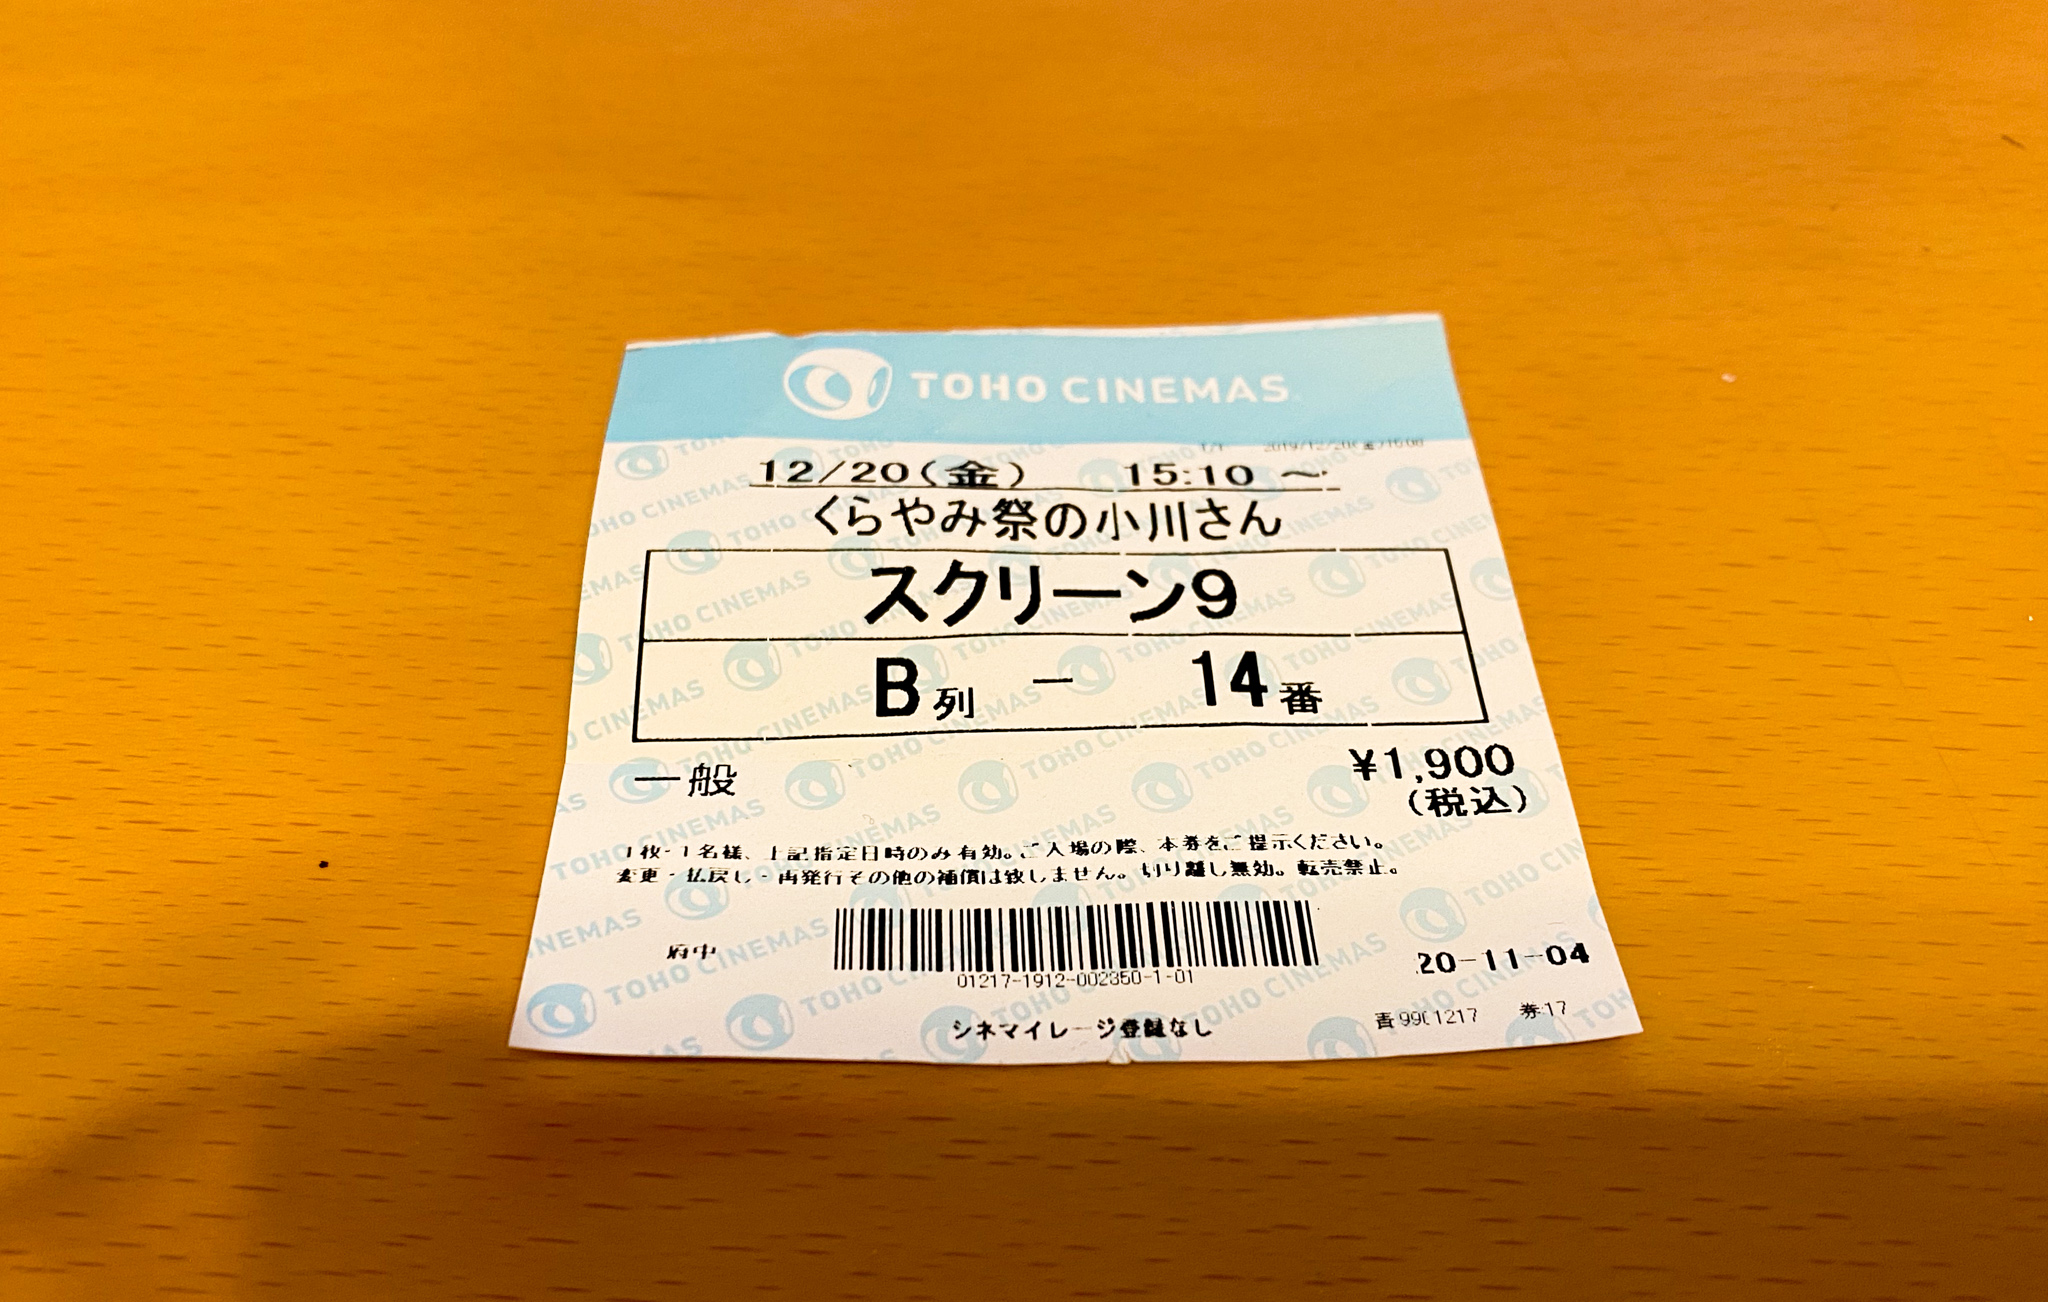 TOHO CINEMAS
12/20(金) 15:10 ～
くらやみ祭の小川さん
スクリーン9
B列 － 14番
一般
¥1,900
(税込)
1枚・1名様、上記指定日時のみ有効。ご入場の際、本券をご提示ください。
変更・払戻し・再発行その他の補償は致しません。切り離し無効。転売禁止。
府中
01217-1912-002350-1-01
20-11-04
シネマイレージ登録なし
券:17